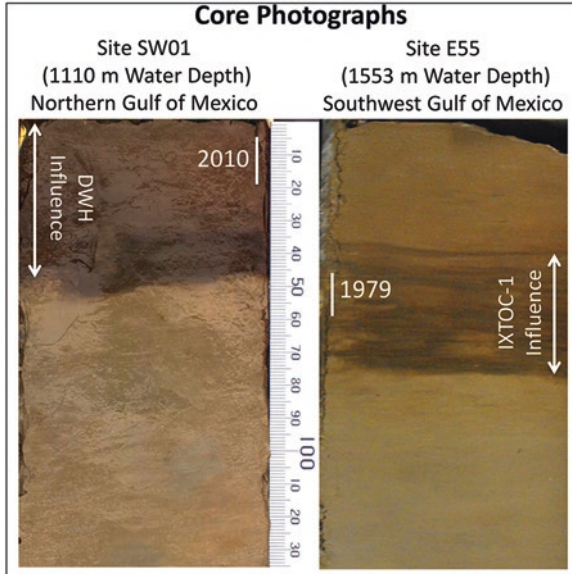 Core Photographs
Site SW01
(1110 m Water Depth)
Northern Gulf of Mexico
Site E55
(1553 m Water Depth)
Southwest Gulf of Mexico
DWH
Influence
2010
10
20
30
40
50
60
70
80
90
100
10
20
30
1979
IXTOC-1
Influence